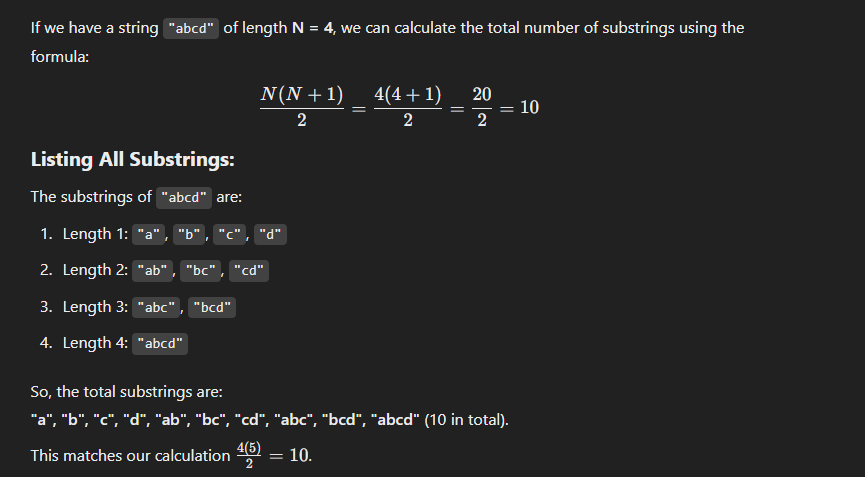 If we have a string "abcd" of length N = 4, we can calculate the total number of substrings using the
formula:
N(N + 1)/2 = 4(4 + 1)/2 = 20/2 = 10
Listing All Substrings:
The substrings of "abcd" are:
1. Length 1: "a", "b", "c", "d"
2. Length 2: "ab", "bc", "cd"
3. Length 3: "abc", "bcd"
4. Length 4: "abcd"
So, the total substrings are:
"a", "b", "c", "d", "ab", "bc", "cd", "abc", "bcd", "abcd" (10 in total).
This matches our calculation 4(5)/2 = 10.